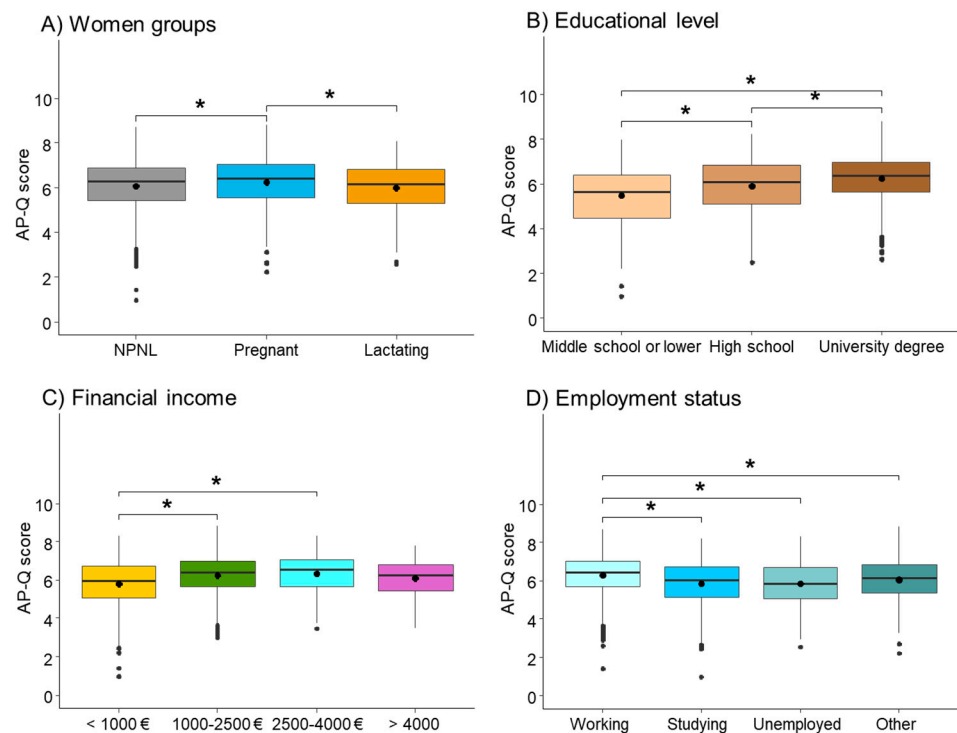 A) Women groups
*
*
10
8
6
4
2
0
AP-Q score
NPNL Pregnant Lactating
B) Educational level
*
*
*
10
8
6
4
2
0
AP-Q score
Middle school or lower High school University degree
C) Financial income
*
*
10
8
6
4
2
0
AP-Q score
< 1000 € 1000-2500 € 2500-4000 € > 4000
D) Employment status
*
*
*
10
8
6
4
2
0
AP-Q score
Working Studying Unemployed Other